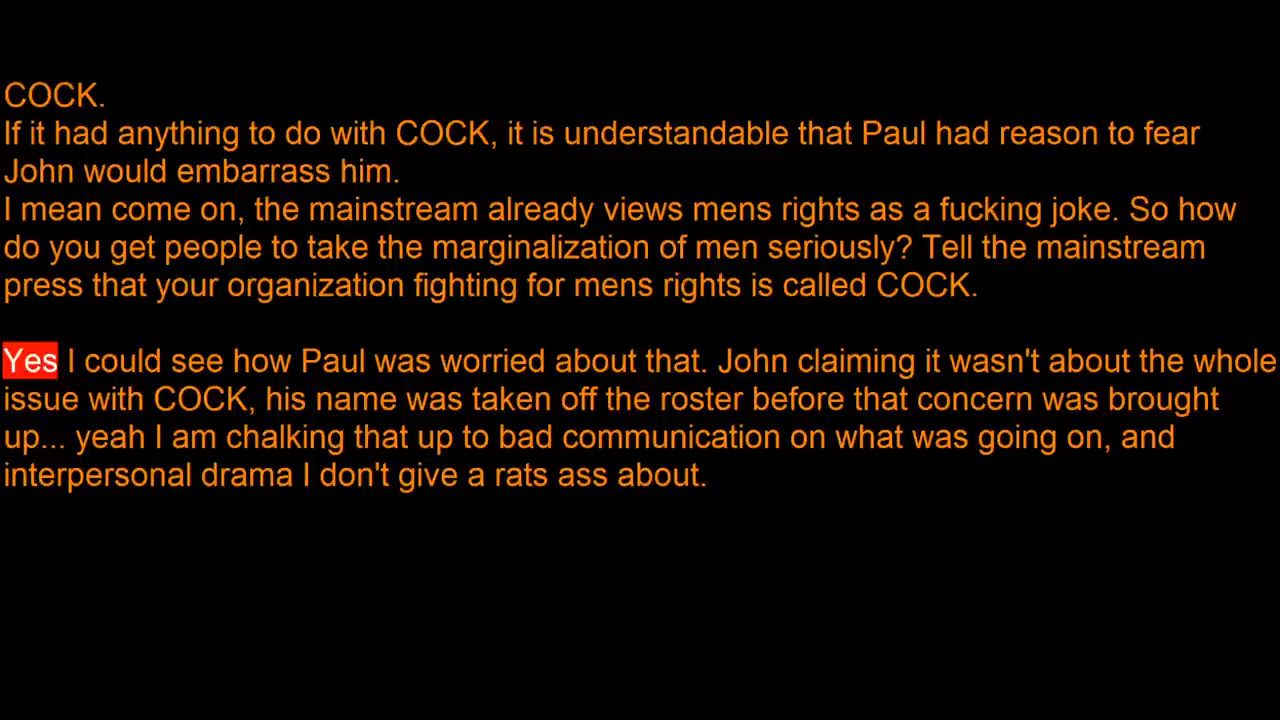 COCK.
If it had anything to do with COCK, it is understandable that Paul had reason to fear
John would embarrass him.
I mean come on, the mainstream already views mens rights as a fucking joke. So how
do you get people to take the marginalization of men seriously? Tell the mainstream
press that your organization fighting for mens rights is called COCK.
Yes I could see how Paul was worried about that. John claiming it wasn't about the whole
issue with COCK, his name was taken off the roster before that concern was brought
up... yeah I am chalking that up to bad communication on what was going on, and
interpersonal drama I don't give a rats ass about.